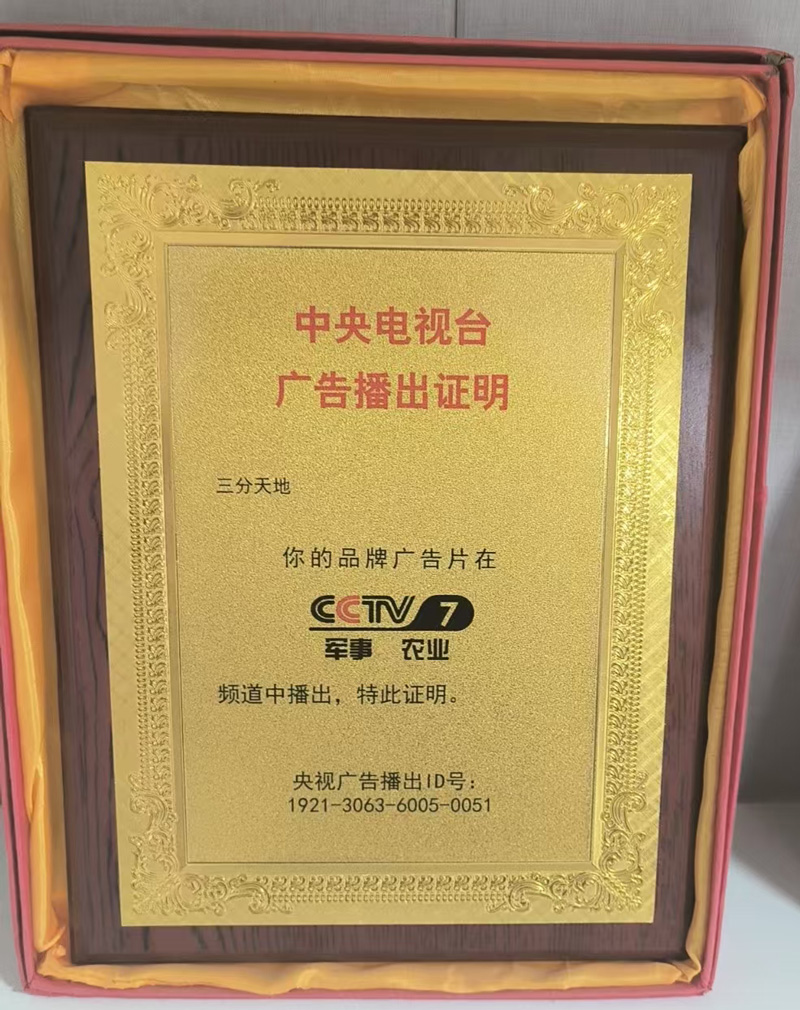 中央电视台
广告播出证明
三分天地
你的品牌广告片在
CCTV 7
军事 农业
频道中播出，特此证明。
央视广告播出ID号：
1921-3063-6005-0051